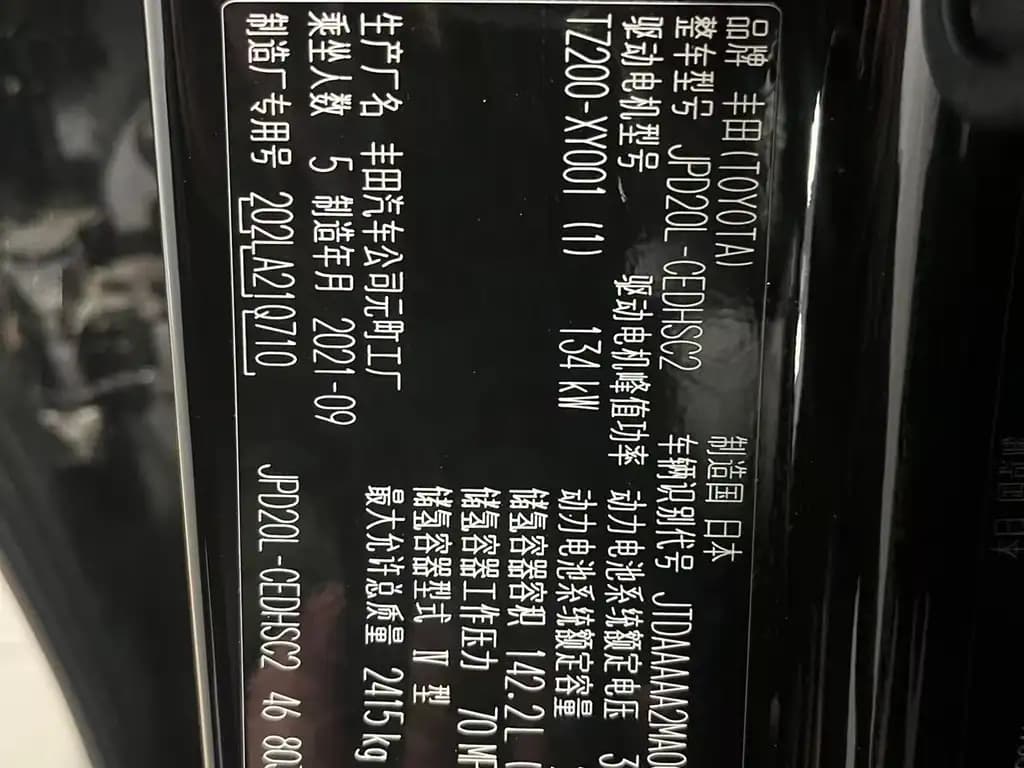 品牌 丰田(TOYOTA) 制造国 日本
整车型号 JPD20L-CEDHSC2 车辆识别代号 JTDAAAAA2MA0
驱动电机型号 驱动电机峰值功率 动力电池系统额定电压 3
TZ200-XY001 (1) 134 kW 动力电池系统额定容量
储氢容器容积 142.2L (
储氢容器工作压力 70 MP
储氢容器型式 Ⅳ 型
生产厂名 丰田汽车公司元町工厂 最大允许总质量 2415kg
乘坐人数 5 制造年月 2021-09
制造厂专用号 202LA21Q710 JPD20L-CEDHSC2 46 80